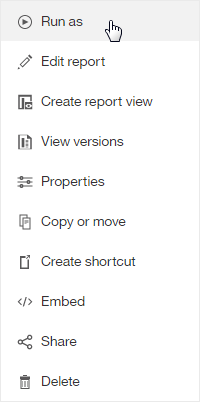 Run as
Edit report
Create report view
View versions
Properties
Copy or move
Create shortcut
Embed
Share
Delete